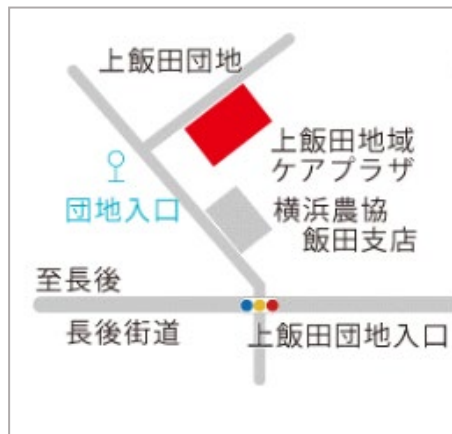 上飯田団地
上飯田地域
ケアプラザ
団地入口
横浜農協
飯田支店
至長後
長後街道
上飯田団地入口